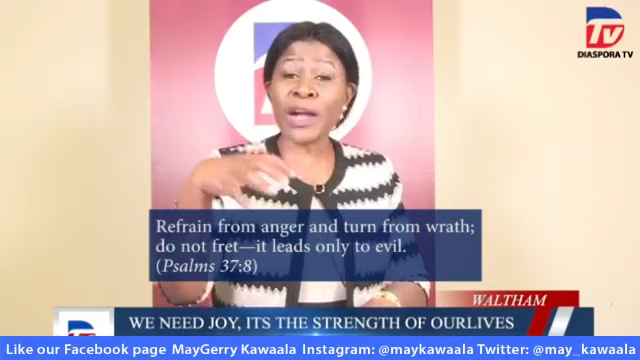 TV
DIASPORA TV
Refrain from anger and turn from wrath;
do not fret—it leads only to evil.
(Psalms 37:8)
WALTHAM
WE NEED JOY, ITS THE STRENGTH OF OURLIVES
Like our Facebook page MayGerry Kawaala Instagram: @maykawaala Twitter: @may_kawaala